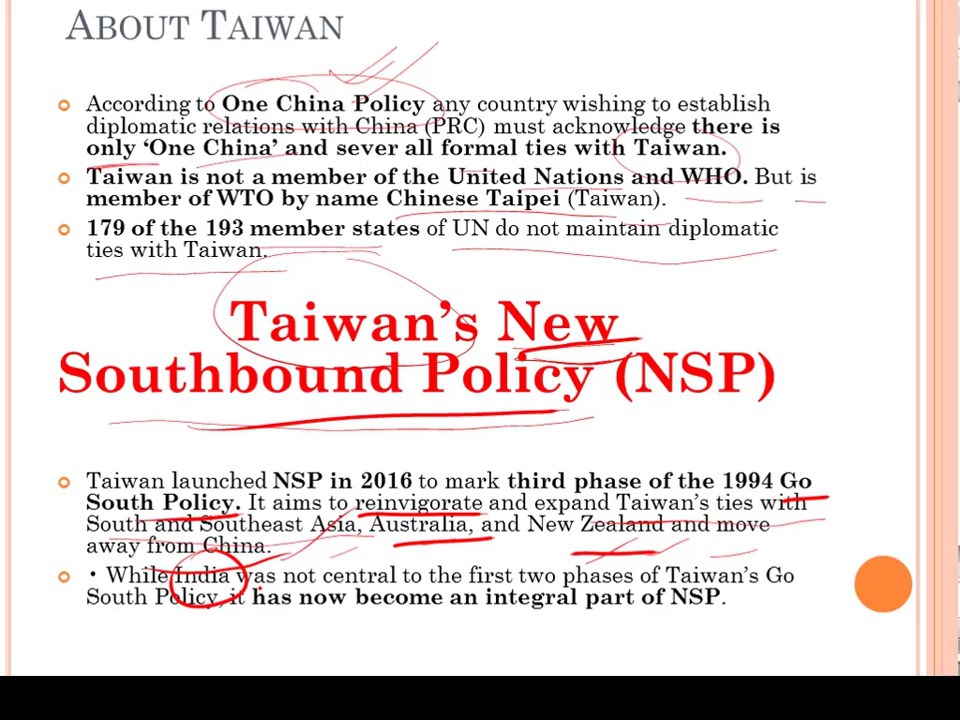 ABOUT TAIWAN
According to One China Policy any country wishing to establish
diplomatic relations with China (PRC) must acknowledge there is
only ‘One China’ and sever all formal ties with Taiwan.
Taiwan is not a member of the United Nations and WHO. But is
member of WTO by name Chinese Taipei (Taiwan).
179 of the 193 member states of UN do not maintain diplomatic
ties with Taiwan.
Taiwan’s New
Southbound Policy (NSP)
Taiwan launched NSP in 2016 to mark third phase of the 1994 Go
South Policy. It aims to reinvigorate and expand Taiwan’s ties with
South and Southeast Asia, Australia, and New Zealand and move
away from China.
• While India was not central to the first two phases of Taiwan’s Go
South Policy, it has now become an integral part of NSP.